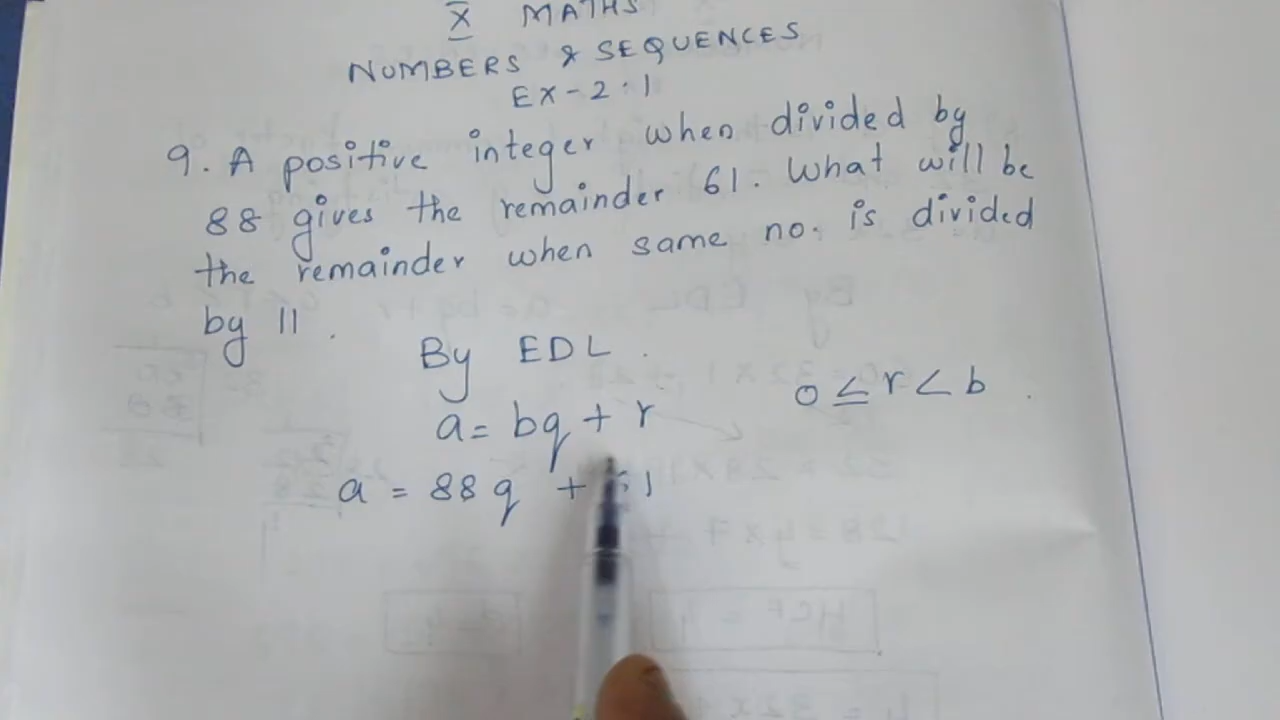 X MATHS
NUMBERS & SEQUENCES
EX-2.1
9. A positive integer when divided by
88 gives the remainder 61. What will be
the remainder when same no. is divided
by 11.
By EDL.
a = bq + r 0 ≤ r < b.
a = 88q + 61